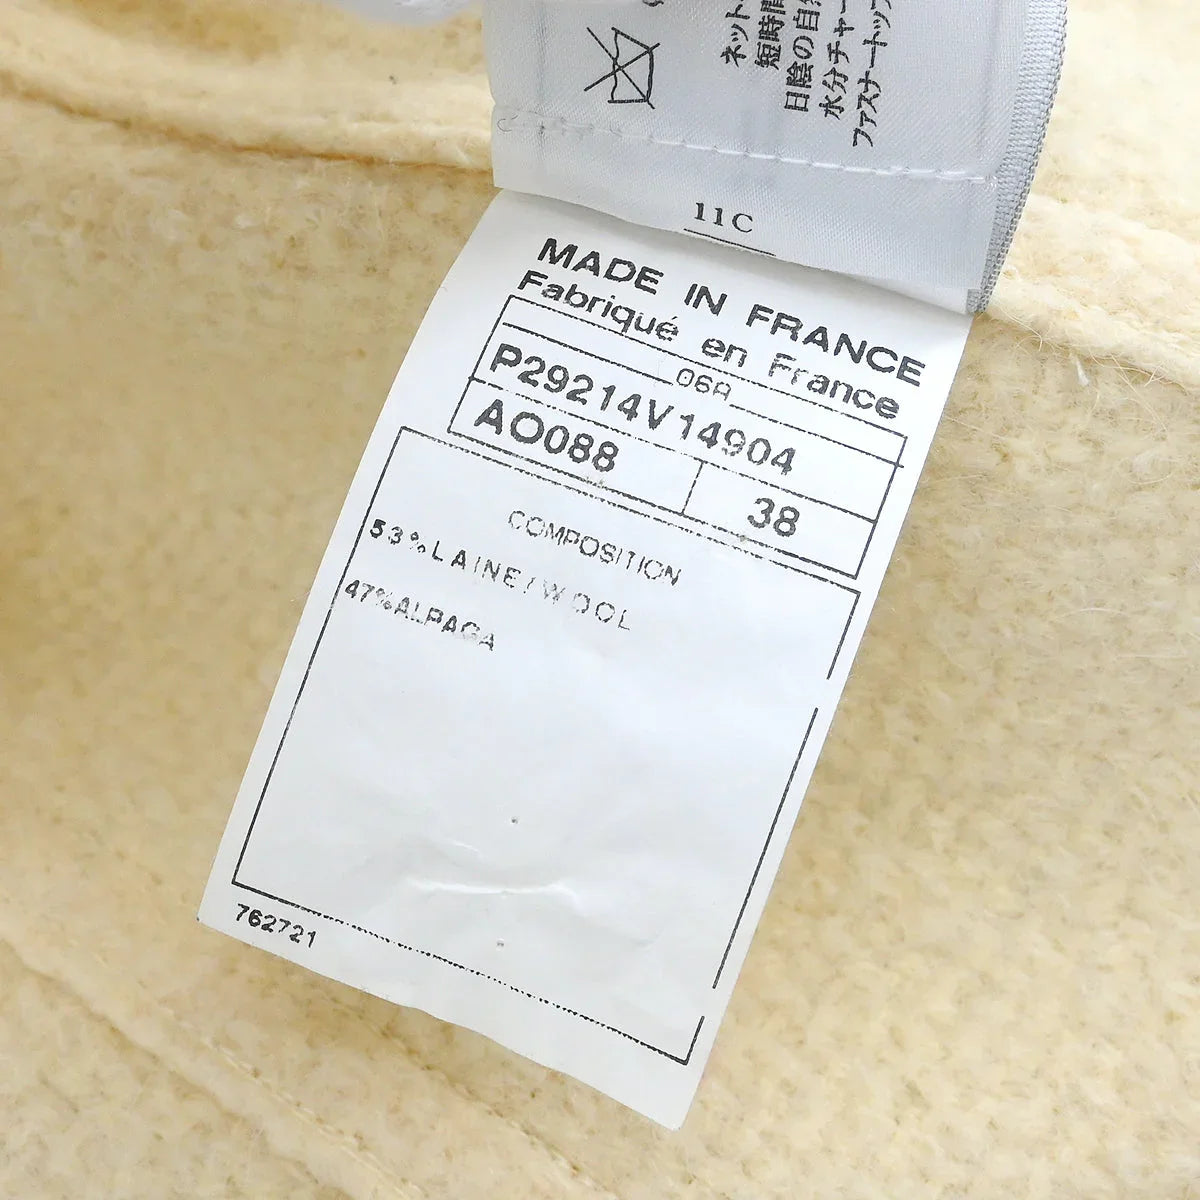 ネット
短時間
日陰の自然
水分チャー
ファスナートップ
11C
MADE IN FRANCE
Fabriqué en France
06A
P29214V14904
AO088 38
COMPOSITION
53%LAINE/WOOL
47%ALPAGA
762721